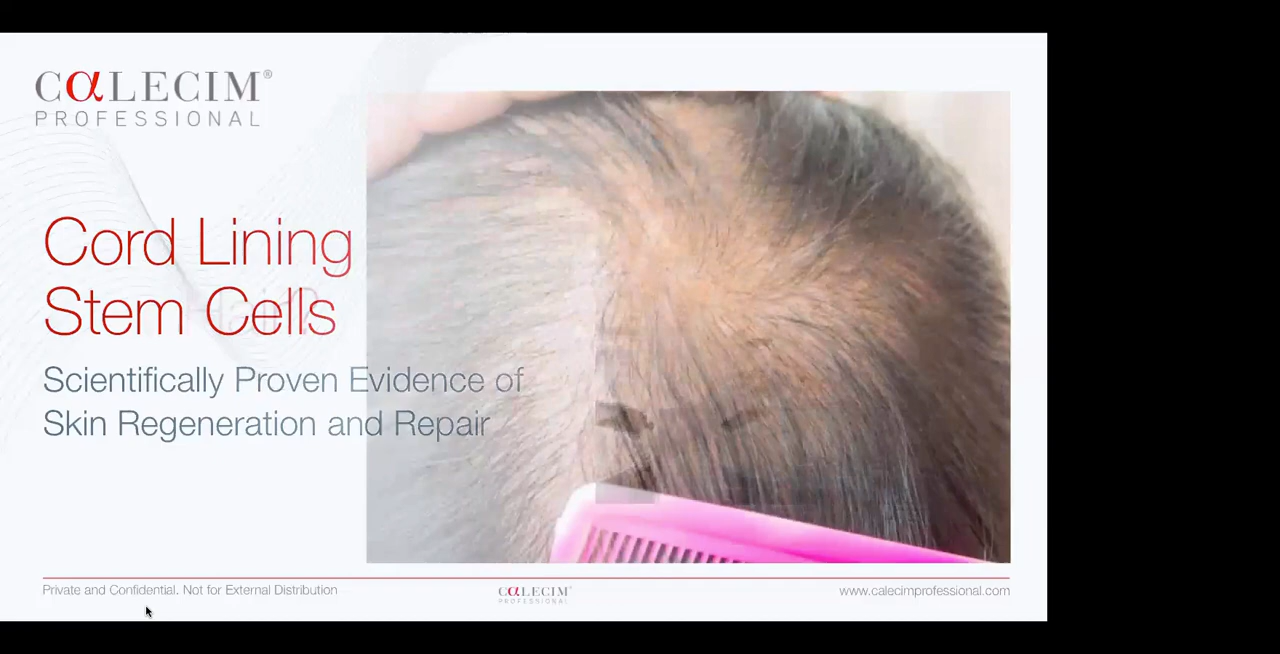 CαLECIM®
PROFESSIONAL
Cord Lining
Stem Cells
Hair?
Scientifically Proven Evidence of
Skin Regeneration and Repair
Private and Confidential. Not for External Distribution
CαLECIM®
PROFESSIONAL
www.calecimprofessional.com